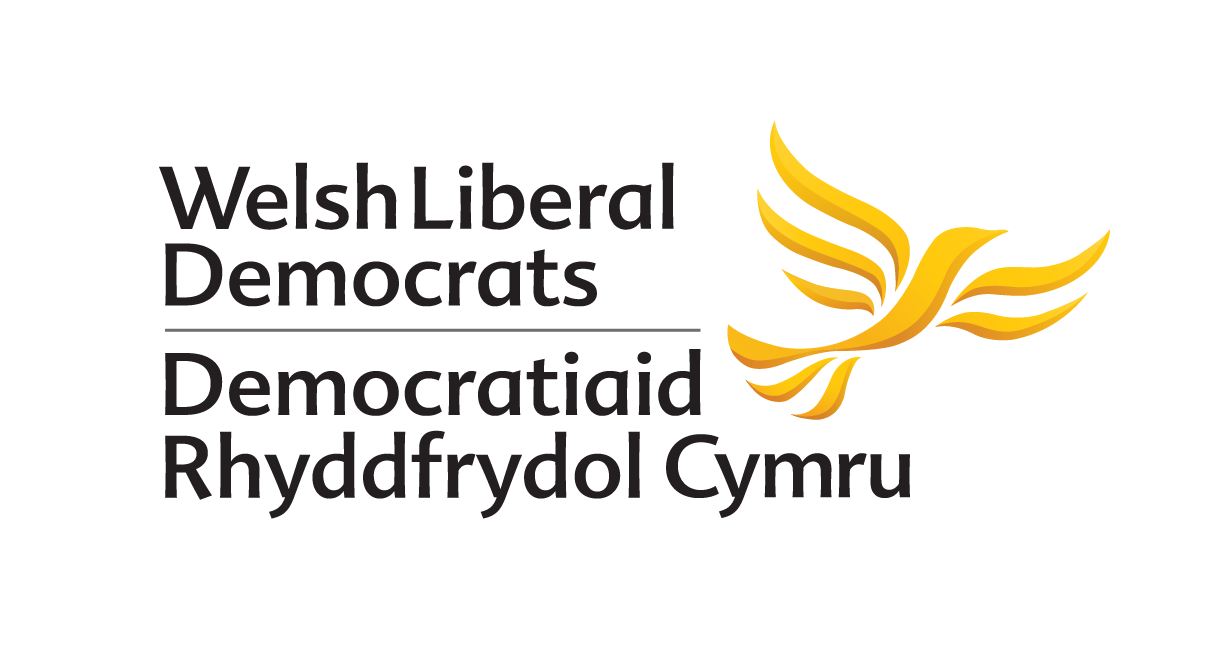 Welsh Liberal
Democrats
Democratiaid
Rhyddfrydol Cymru